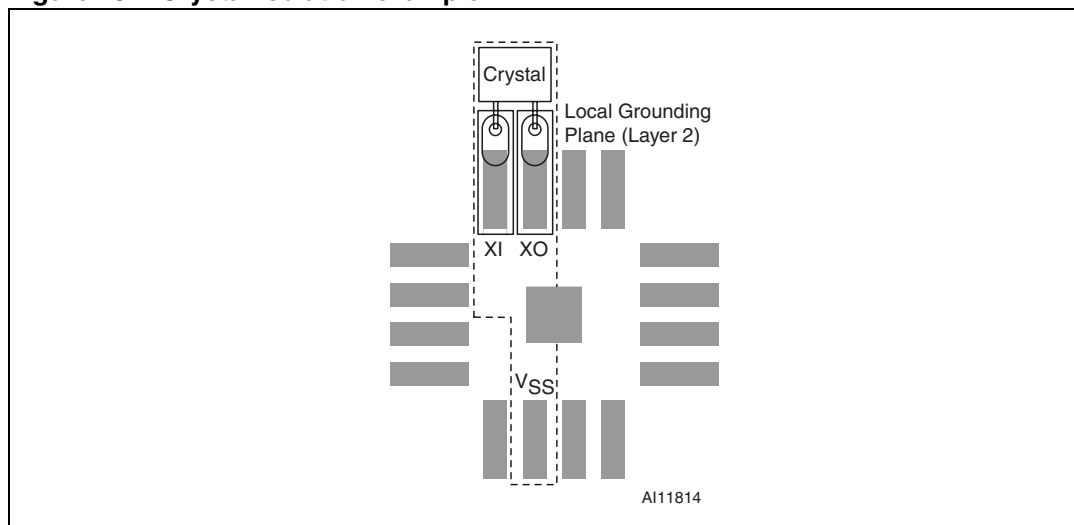 Crystal
Local Grounding
Plane (Layer 2)
XI XO
VSS
AI11814